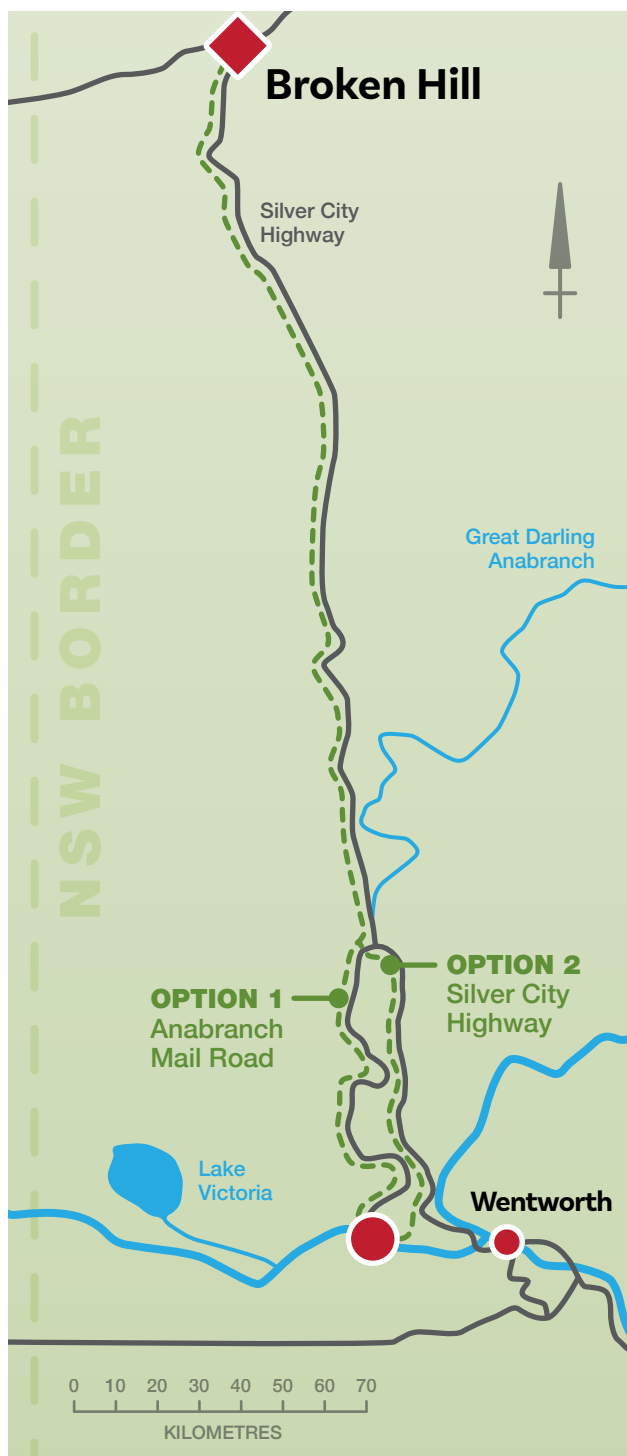 Broken Hill
Silver City
Highway
NSW BORDER
Great Darling
Anabranch
OPTION 2
Silver City
Highway
OPTION 1
Anabranch
Mail Road
Lake
Victoria
Wentworth
0 10 20 30 40 50 60 70
KILOMETRES